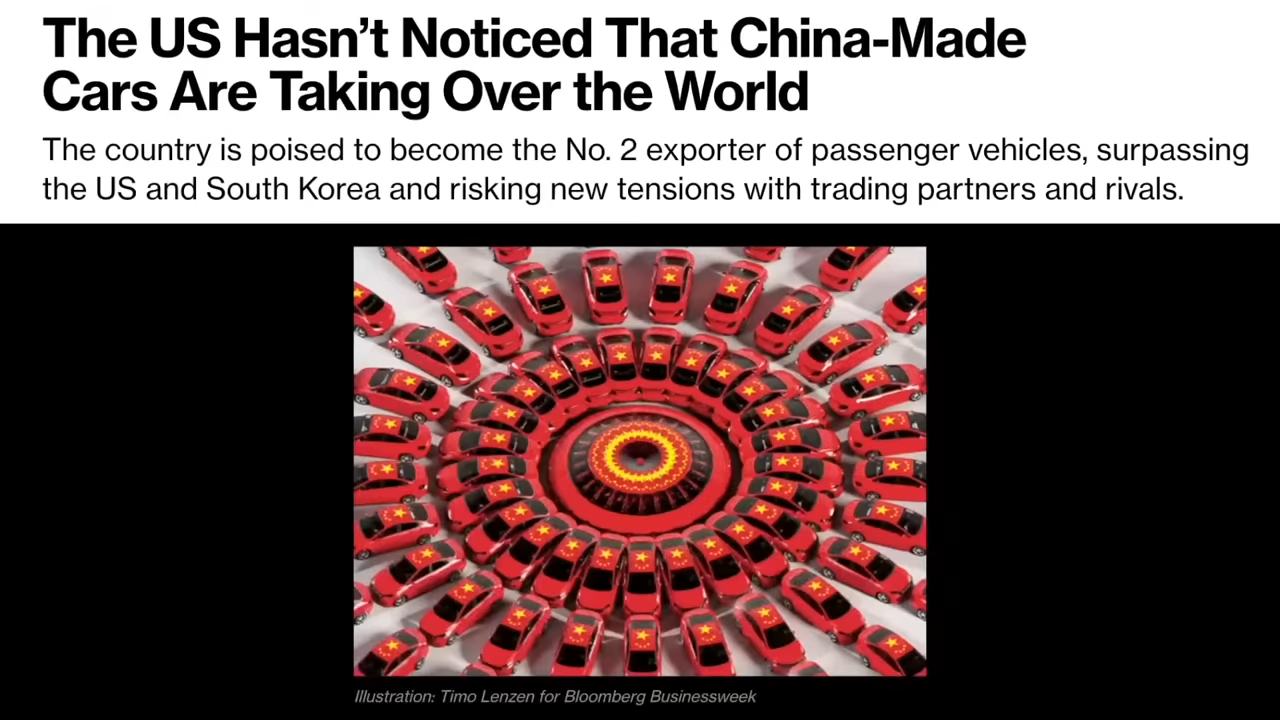 The US Hasn’t Noticed That China-Made
Cars Are Taking Over the World
The country is poised to become the No. 2 exporter of passenger vehicles, surpassing
the US and South Korea and risking new tensions with trading partners and rivals.
Illustration: Timo Lenzen for Bloomberg Businessweek